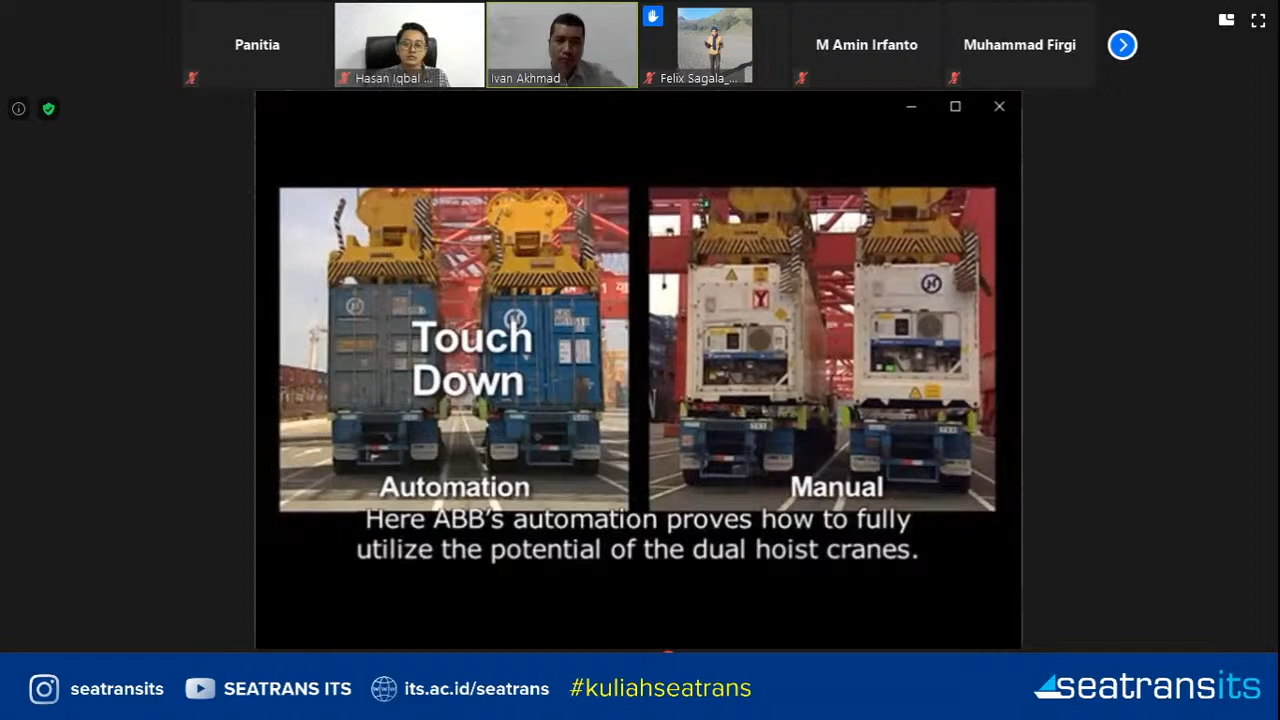 Panitia
Hasan Iqbal ...
Ivan Akhmad
Felix Sagala_...
M Amin Irfanto
Muhammad Firgi
Touch
Down
Automation
Manual
Here ABB's automation proves how to fully
utilize the potential of the dual hoist cranes.
seatransits
SEATRANS ITS
its.ac.id/seatrans
#kuliahseatrans
seatransits